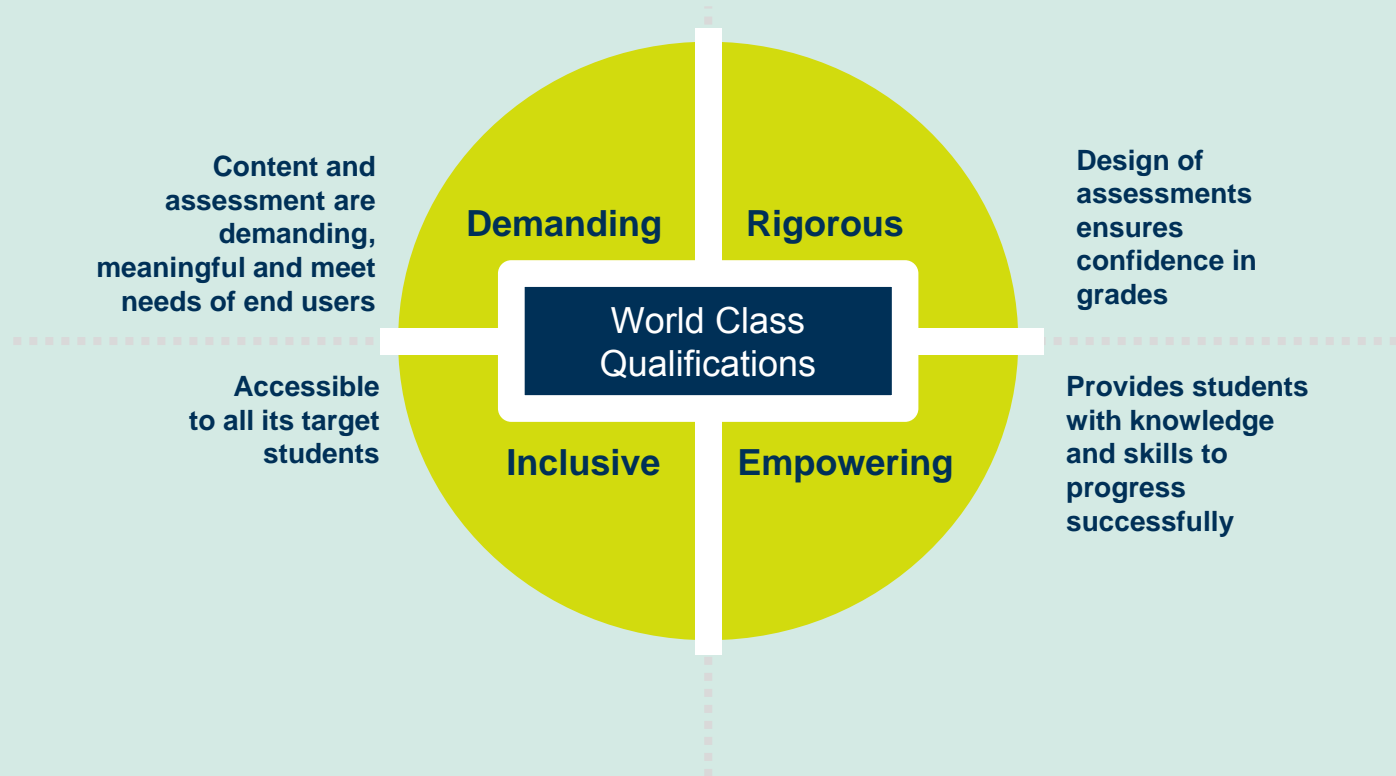 Content and
assessment are
demanding,
meaningful and meet
needs of end users
Demanding
Rigorous
Design of
assessments
ensures
confidence in
grades
World Class
Qualifications
Accessible
to all its target
students
Inclusive
Empowering
Provides students
with knowledge
and skills to
progress
successfully